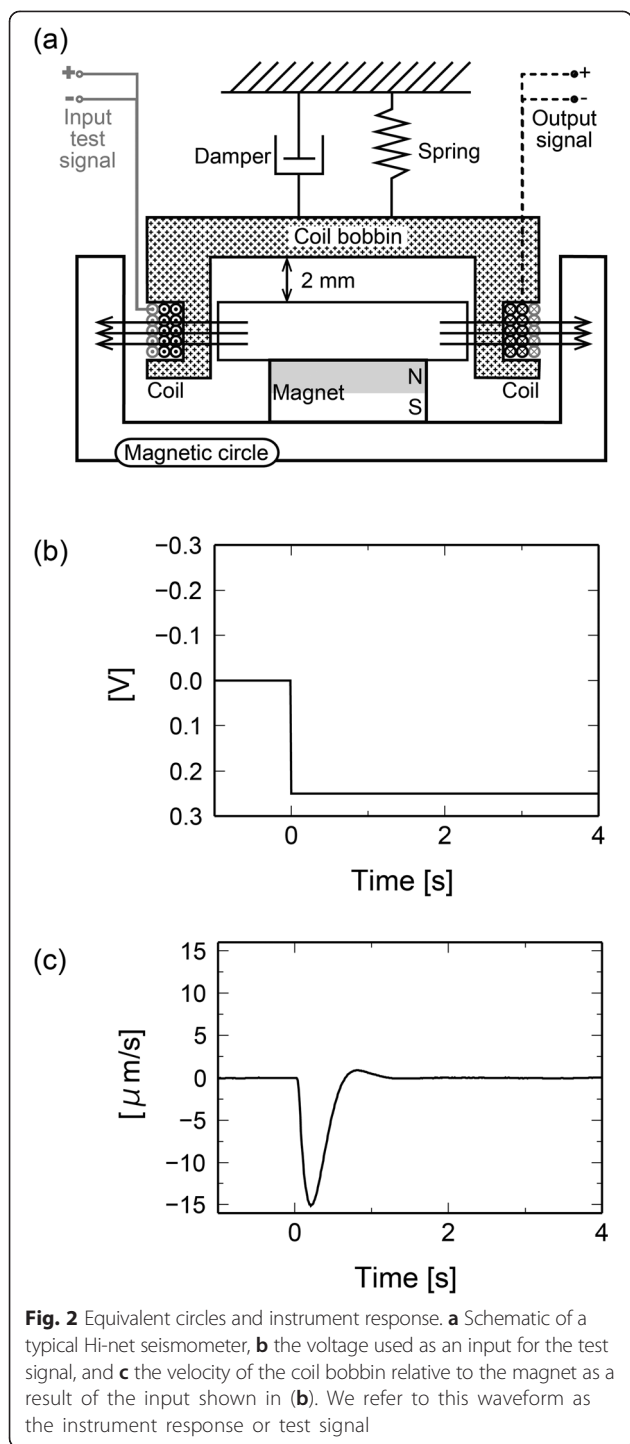 (a)
+
-
Input
test
signal
Damper
Spring
+
-
Output
signal
Coil bobbin
2 mm
Coil
Magnet
N
S
Coil
Magnetic circle
(b)
−0.3
−0.2
−0.1
0.0
0.1
0.2
0.3
[V]
0
2
4
Time [s]
(c)
15
10
5
0
−5
−10
−15
[μm/s]
0
2
4
Time [s]
Fig. 2 Equivalent circles and instrument response. a Schematic of a
typical Hi-net seismometer, b the voltage used as an input for the test
signal, and c the velocity of the coil bobbin relative to the magnet as a
result of the input shown in (b). We refer to this waveform as
the instrument response or test signal